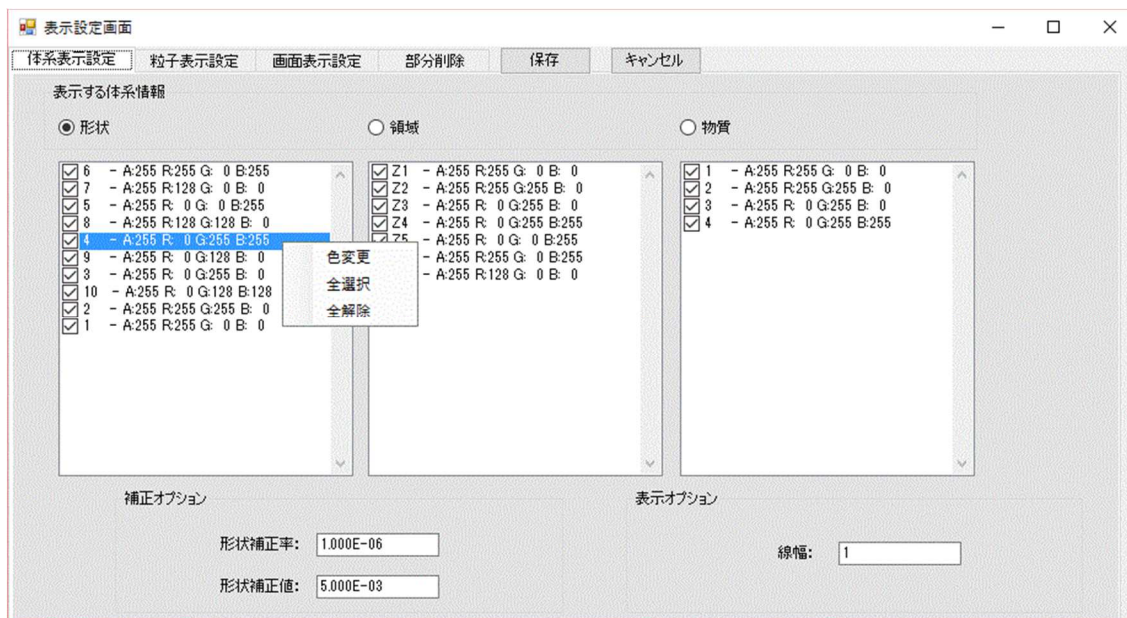 表示設定画面
体系表示設定 粒子表示設定 画面表示設定 部分削除 保存 キャンセル
表示する体系情報
形状 領域 物質
6 - A:255 R:255 G: 0 B:255
7 - A:255 R:128 G: 0 B: 0
5 - A:255 R: 0 G: 0 B:255
8 - A:255 R:128 G:128 B: 0
4 - A:255 R: 0 G:255 B:255
9 - A:255 R: 0 G:128 B: 0
3 - A:255 R: 0 G:255 B: 0
10 - A:255 R: 0 G:128 B:128
2 - A:255 R:255 G:255 B: 0
1 - A:255 R:255 G: 0 B: 0
色変更
全選択
全解除
Z1 - A:255 R:255 G: 0 B: 0
Z2 - A:255 R:255 G:255 B: 0
Z3 - A:255 R: 0 G:255 B: 0
Z4 - A:255 R: 0 G:255 B:255
Z5 - A:255 R: 0 G: 0 B:255
- A:255 R:255 G: 0 B:255
- A:255 R:128 G: 0 B: 0
1 - A:255 R:255 G: 0 B: 0
2 - A:255 R:255 G:255 B: 0
3 - A:255 R: 0 G:255 B: 0
4 - A:255 R: 0 G:255 B:255
補正オプション
形状補正率: 1.000E-06
形状補正値: 5.000E-03
表示オプション
線幅: 1